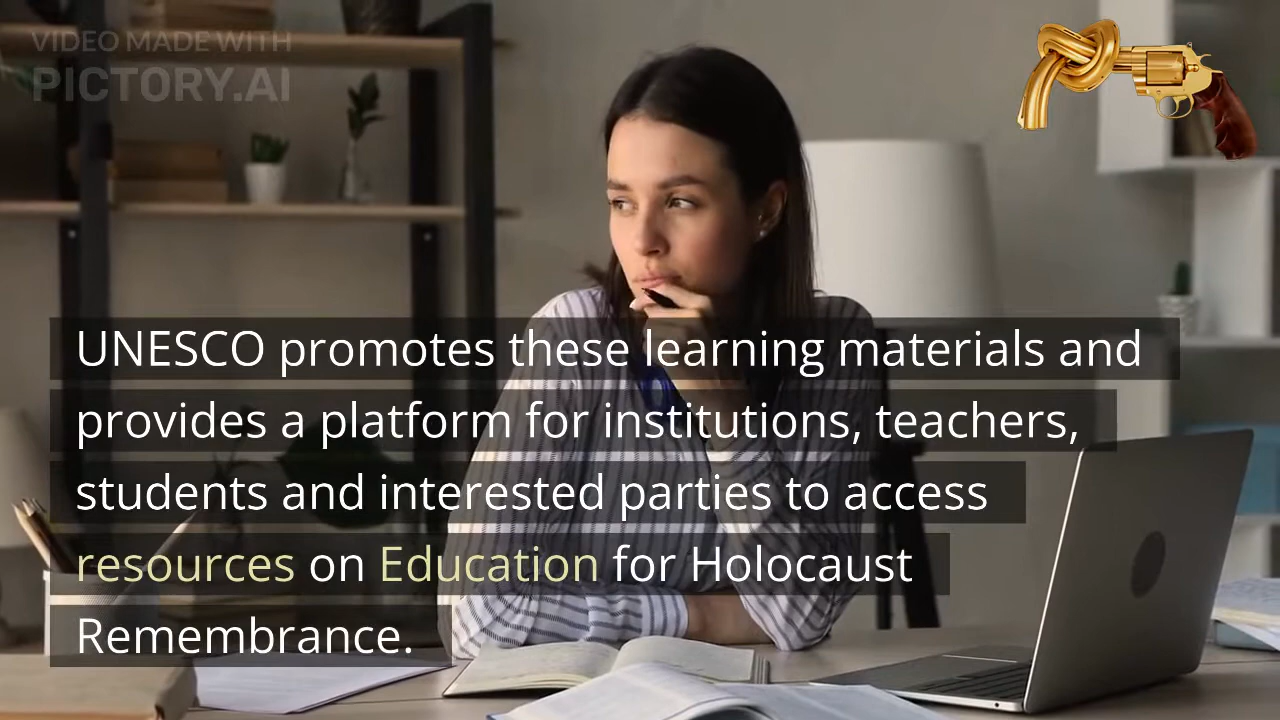 VIDEO MADE WITH
PICTORY.AI
UNESCO promotes these learning materials and
provides a platform for institutions, teachers,
students and interested parties to access
resources on Education for Holocaust
Remembrance.